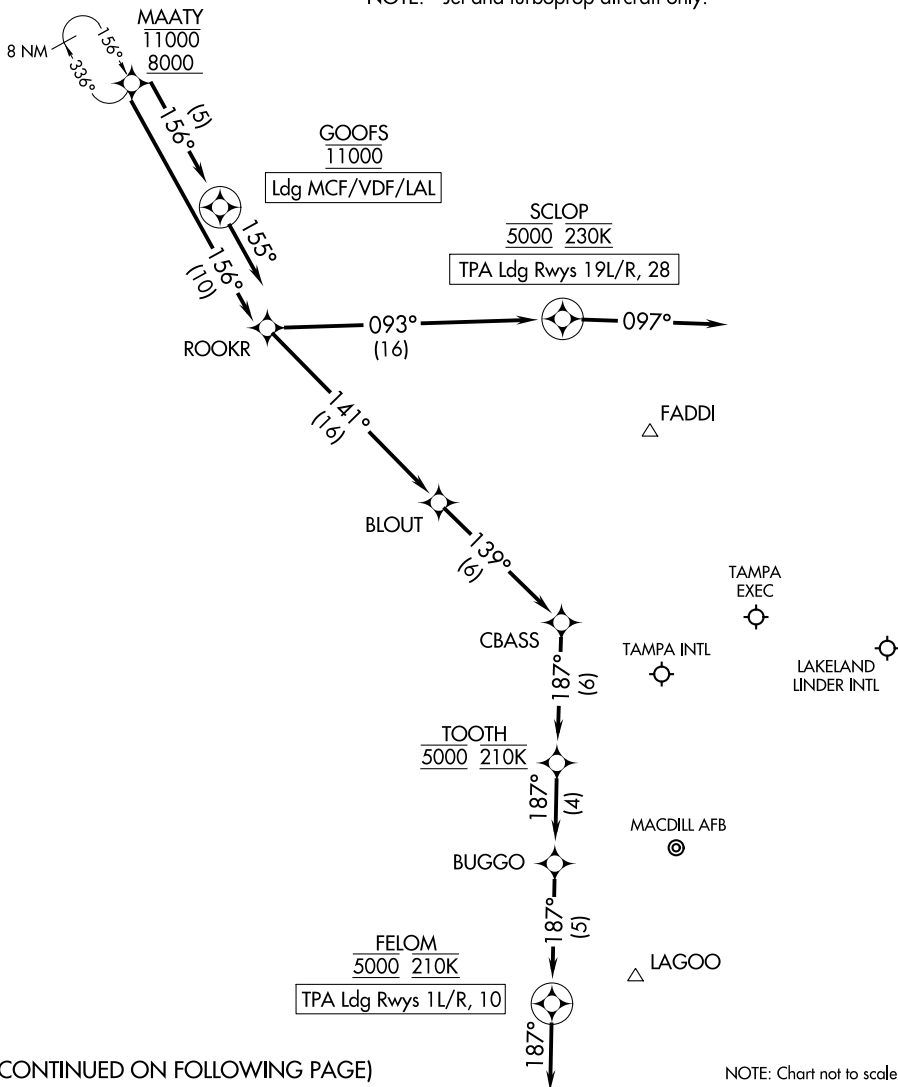 NOTE: Jet and turboprop aircraft only.
MAATY
11000
8000
8 NM
156°
336°
(5)
156°
GOOFS
11000
Ldg MCF/VDF/LAL
155°
156°
(10)
SCLOP
5000 230K
TPA Ldg Rwys 19L/R, 28
ROOKR
093°
(16)
097°
141°
(16)
FADDI
BLOUT
139°
(6)
CBASS
TAMPA
EXEC
TAMPA INTL
LAKELAND
LINDER INTL
187°
(6)
TOOTH
5000 210K
187°
(4)
MACDILL AFB
BUGGO
187°
(5)
FELOM
5000 210K
TPA Ldg Rwys 1L/R, 10
LAGOO
187°
(CONTINUED ON FOLLOWING PAGE)
NOTE: Chart not to scale